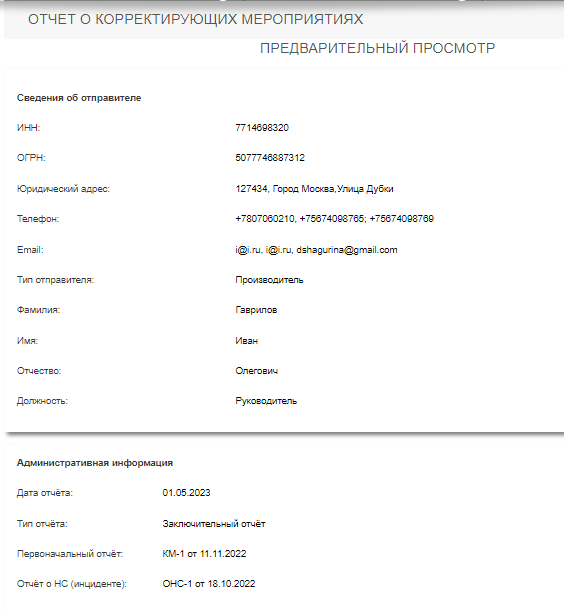 ОТЧЕТ О КОРРЕКТИРУЮЩИХ МЕРОПРИЯТИЯХ
ПРЕДВАРИТЕЛЬНЫЙ ПРОСМОТР
Сведения об отправителе
ИНН: 7714698320
ОГРН: 5077746887312
Юридический адрес: 127434, Город Москва,Улица Дубки
Телефон: +7807060210, +75674098765; +75674098769
Email: i@i.ru, i@i.ru, dshagurina@gmail.com
Тип отправителя: Производитель
Фамилия: Гаврилов
Имя: Иван
Отчество: Олегович
Должность: Руководитель
Административная информация
Дата отчёта: 01.05.2023
Тип отчёта: Заключительный отчёт
Первоначальный отчёт: КМ-1 от 11.11.2022
Отчёт о НС (инциденте): ОНС-1 от 18.10.2022